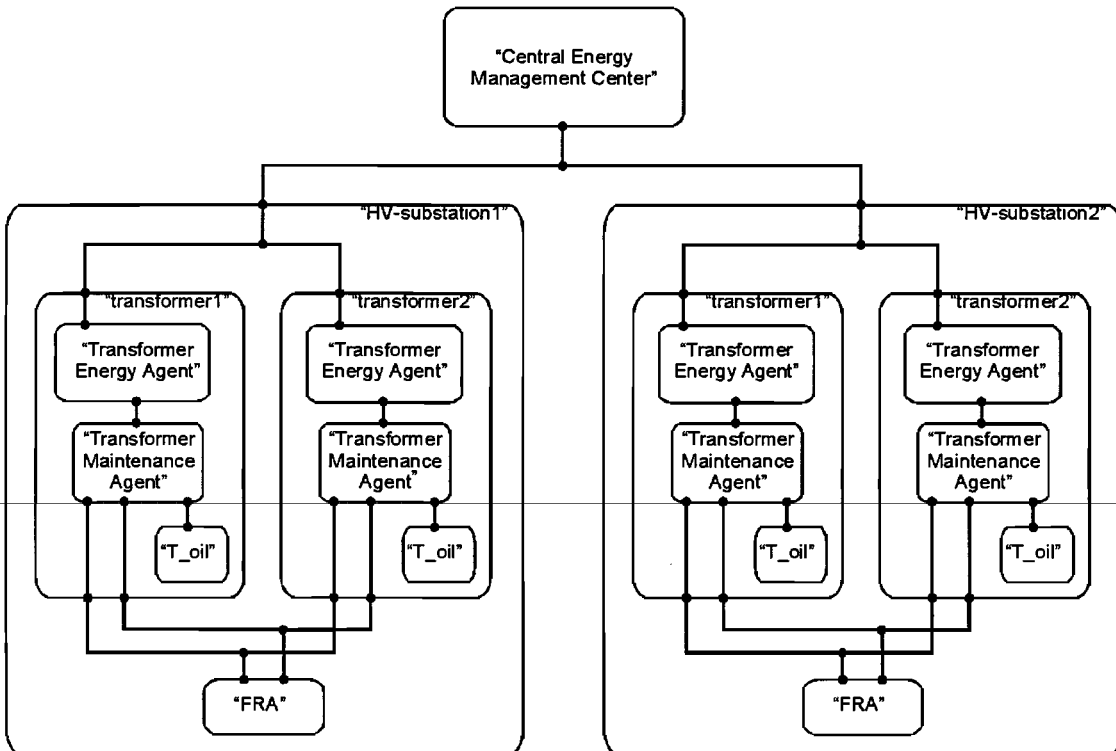 “Central Energy
Management Center”
“HV-substation1”
“HV-substation2”
“transformer1”
“transformer2”
“transformer1”
“transformer2”
“Transformer
Energy Agent”
“Transformer
Energy Agent”
“Transformer
Energy Agent”
“Transformer
Energy Agent”
“Transformer
Maintenance
Agent”
“Transformer
Maintenance
Agent”
“Transformer
Maintenance
Agent”
“Transformer
Maintenance
Agent”
“T_oil”
“T_oil”
“T_oil”
“T_oil”
“FRA”
“FRA”